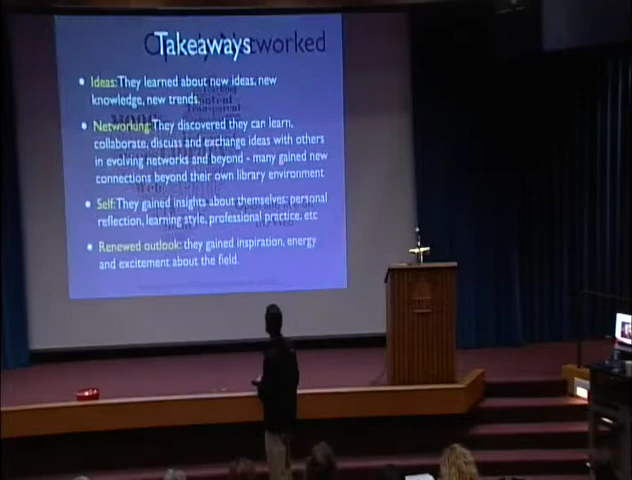 Takeaways
Openly Networked
• Ideas: They learned about new ideas, new
knowledge, new trends
• Networking: They discovered they can learn,
collaborate, discuss and exchange ideas with others
in evolving networks and beyond - many gained new
connections beyond their own library environment
• Self: They gained insights about themselves: personal
reflection, learning style, professional practice, etc
• Renewed outlook: they gained inspiration, energy
and excitement about the field.